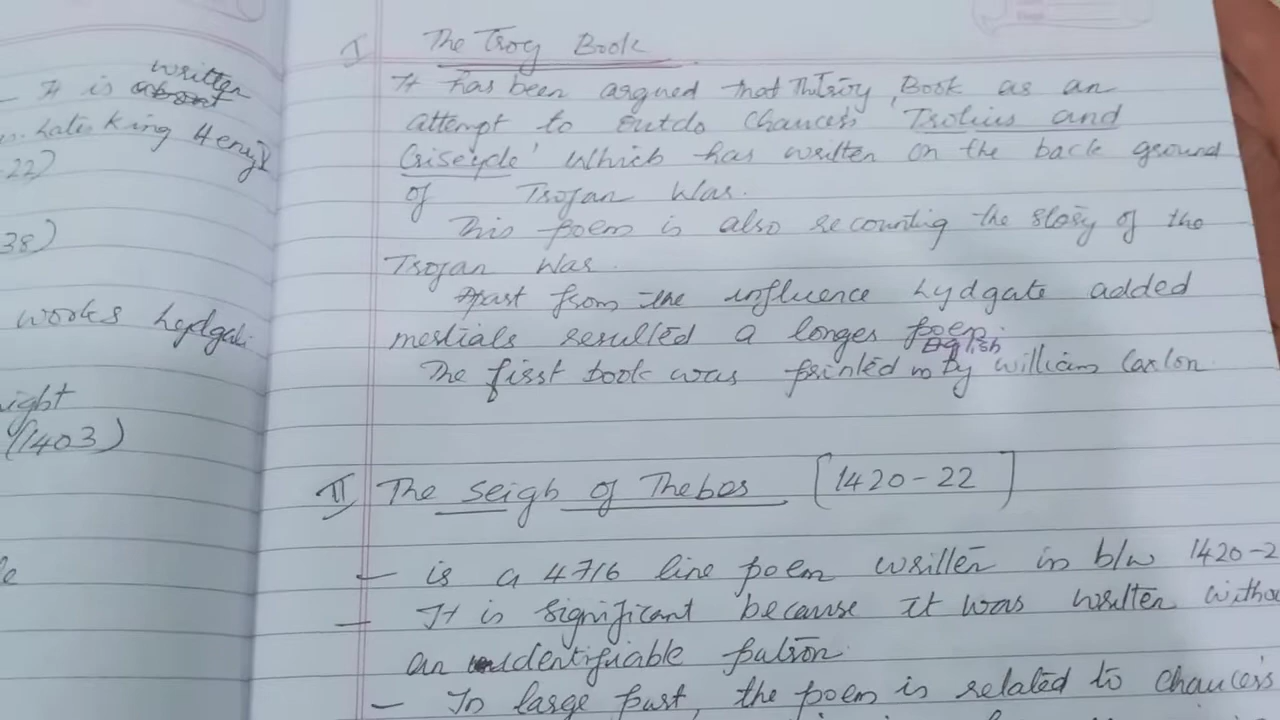 written
- It is about
Late King Henry V
22)
38)
works Lydgate
ight
(1403)
I The Troy Book
It has been argued that The Troy Book as an
attempt to outdo Chaucer's 'Troilus and
Criseyde' which has written on the back ground
of Trojan War.
This poem is also recounting the story of the
Trojan War.
Apart from the influence Lydgate added
meterials resulted a longer poem.
English
The first book was printed in by William Caxton
II The Seigh of Thebes [1420-22]
- is a 4716 line poem written in b/w 1420-2
- It is significant because it was written witho
an identifiable patron.
- In large part, the poem is related to Chaucer's